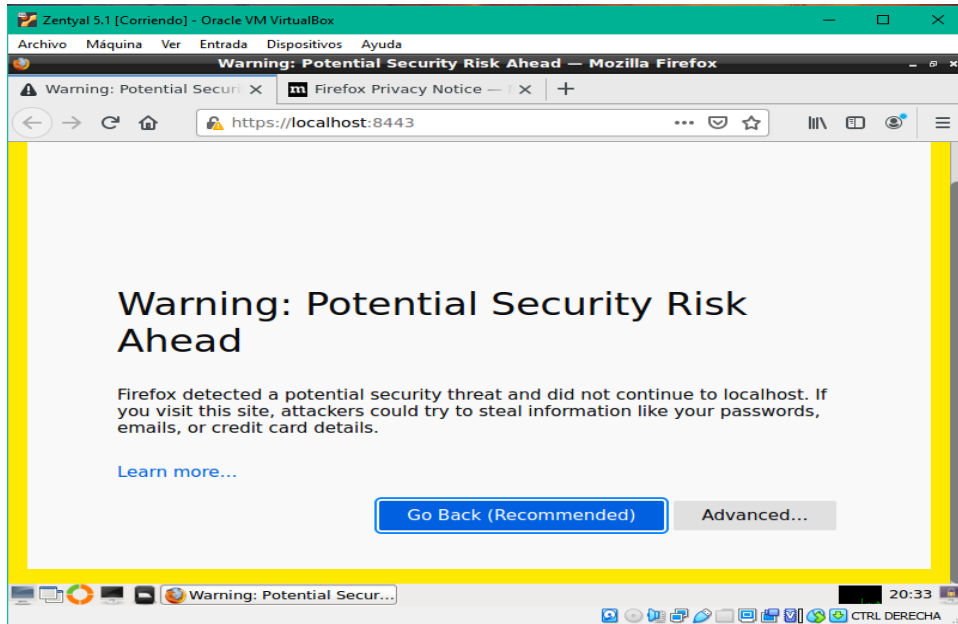 Zentyal 5.1 [Corriendo] - Oracle VM VirtualBox
Archivo Máquina Ver Entrada Dispositivos Ayuda
Warning: Potential Security Risk Ahead — Mozilla Firefox
Warning: Potential Securi
m Firefox Privacy Notice —
https://localhost:8443
Warning: Potential Security Risk
Ahead
Firefox detected a potential security threat and did not continue to localhost. If
you visit this site, attackers could try to steal information like your passwords,
emails, or credit card details.
Learn more...
Go Back (Recommended) Advanced...
Warning: Potential Secur...
20:33
CTRL DERECHA